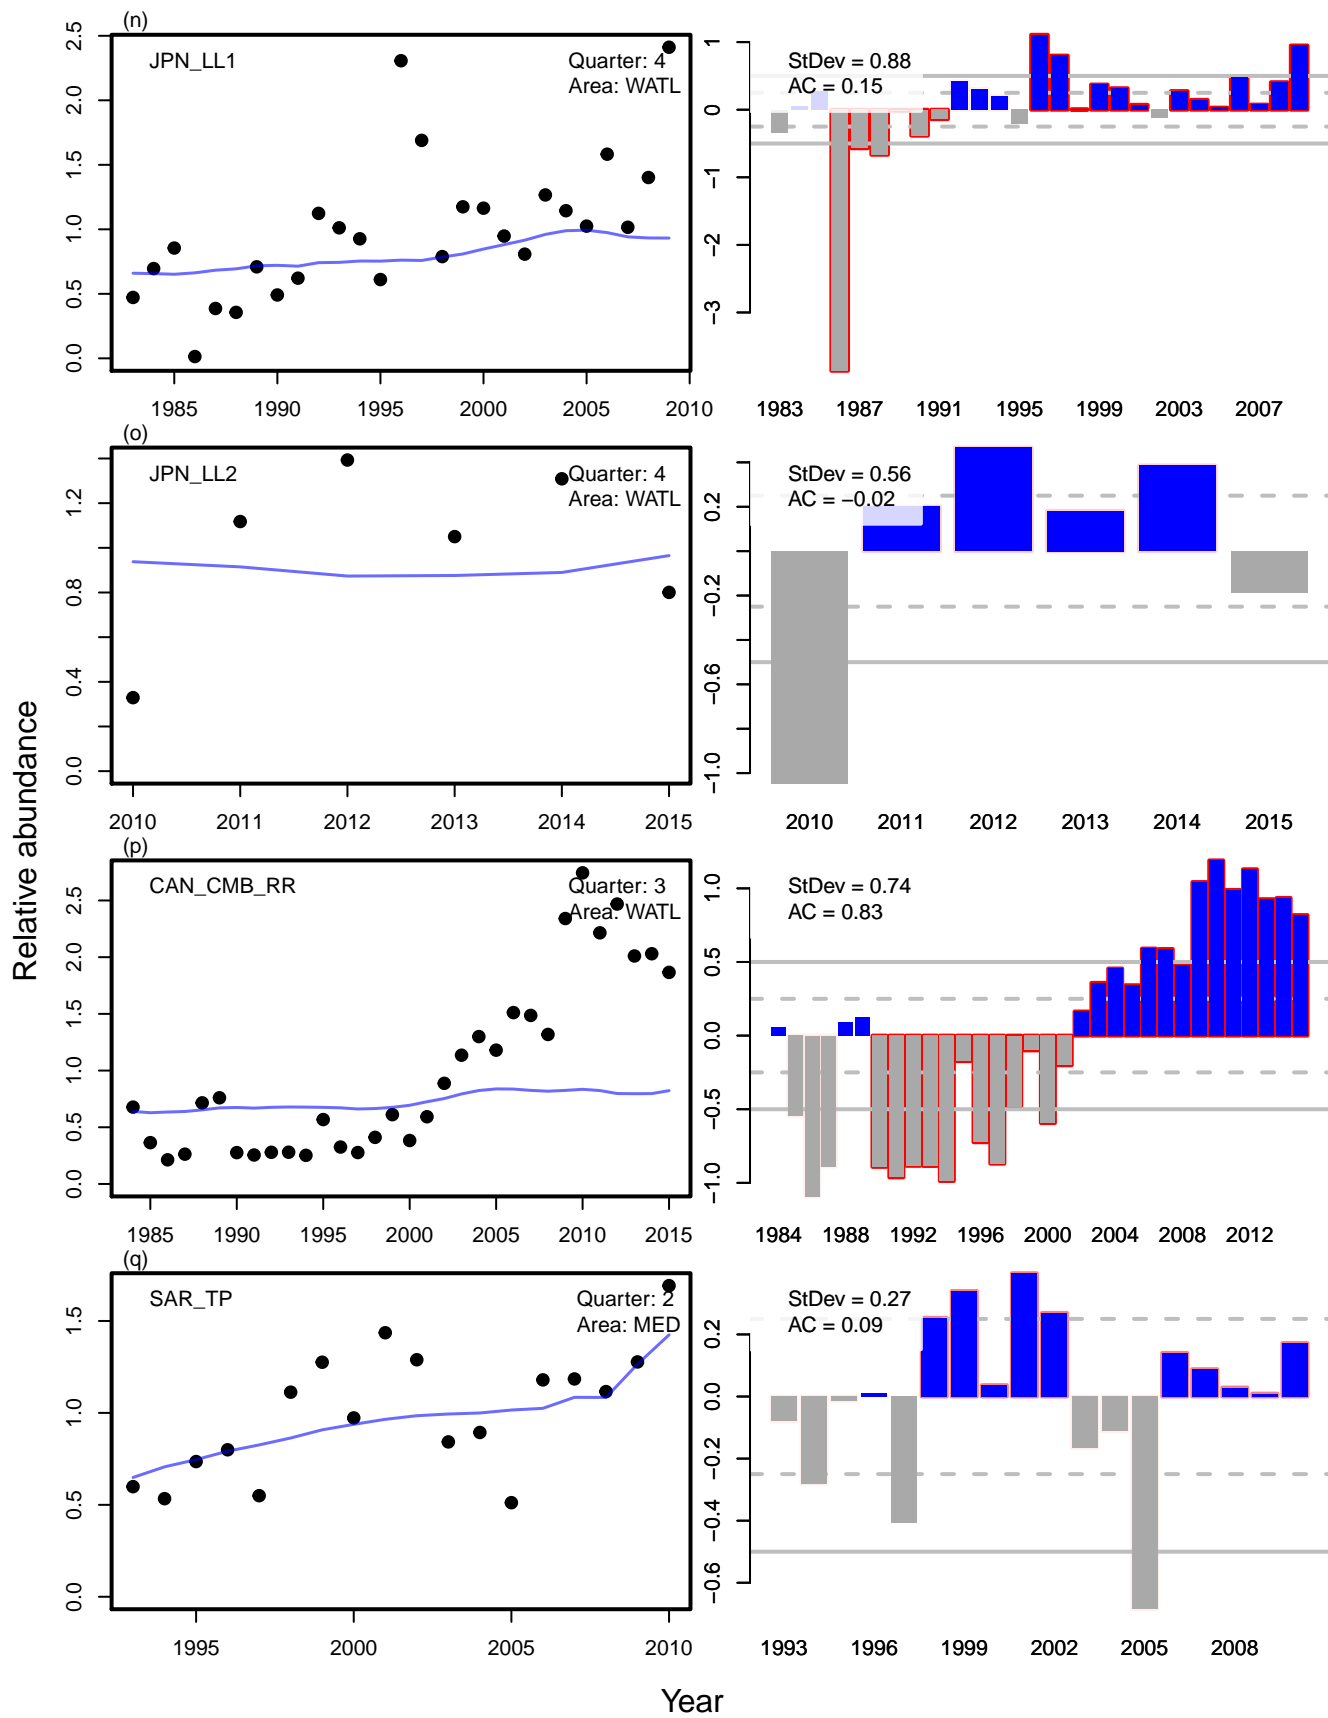 (n)
JPN_LL1
Quarter: 4
Area: WATL
0.0 0.5 1.0 1.5 2.0 2.5
1985 1990 1995 2000 2005 2010
StDev = 0.88
AC = 0.15
−3 −2 −1 0 1
1983 1987 1991 1995 1999 2003 2007
(o)
JPN_LL2
Quarter: 4
Area: WATL
0.0 0.4 0.8 1.2
2010 2011 2012 2013 2014 2015
StDev = 0.56
AC = −0.02
−1.0 −0.6 −0.2 0.2
2010 2011 2012 2013 2014 2015
(p)
CAN_CMB_RR
Quarter: 3
Area: WATL
0.0 0.5 1.0 1.5 2.0 2.5
1985 1990 1995 2000 2005 2010 2015
StDev = 0.74
AC = 0.83
−1.0 −0.5 0.0 0.5 1.0
1984 1988 1992 1996 2000 2004 2008 2012
(q)
SAR_TP
Quarter: 2
Area: MED
0.0 0.5 1.0 1.5
1995 2000 2005 2010
StDev = 0.27
AC = 0.09
−0.6 −0.4 −0.2 0.0 0.2
1993 1996 1999 2002 2005 2008
Relative abundance
Year